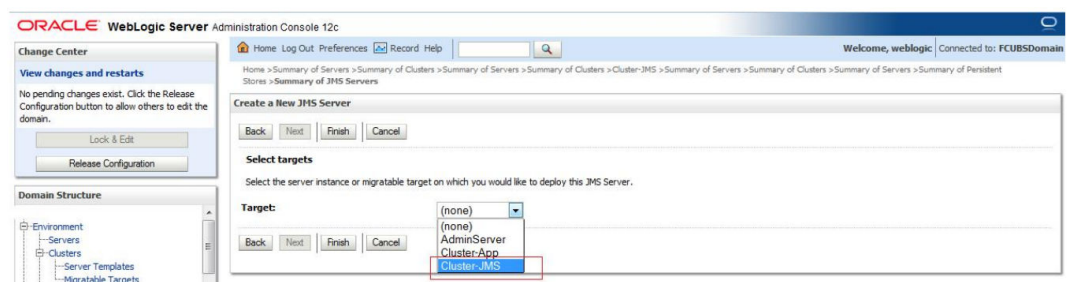 ORACLE WebLogic Server Administration Console 12c
Change Center
View changes and restarts
No pending changes exist. Click the Release
Configuration button to allow others to edit the
domain.
Lock & Edit
Release Configuration
Domain Structure
Environment
Servers
Clusters
Server Templates
Migratable Targets
Home Log Out Preferences Record Help
Welcome, weblogic Connected to: FCUBSDomain
Home >Summary of Servers >Summary of Clusters >Summary of Servers >Summary of Clusters >Cluster-JMS >Summary of Servers >Summary of Clusters >Summary of Servers >Summary of Persistent
Stores >Summary of JMS Servers
Create a New JMS Server
Back Next Finish Cancel
Select targets
Select the server instance or migratable target on which you would like to deploy this JMS Server.
Target: (none)
(none)
AdminServer
Cluster-App
Cluster-JMS
Back Next Finish Cancel